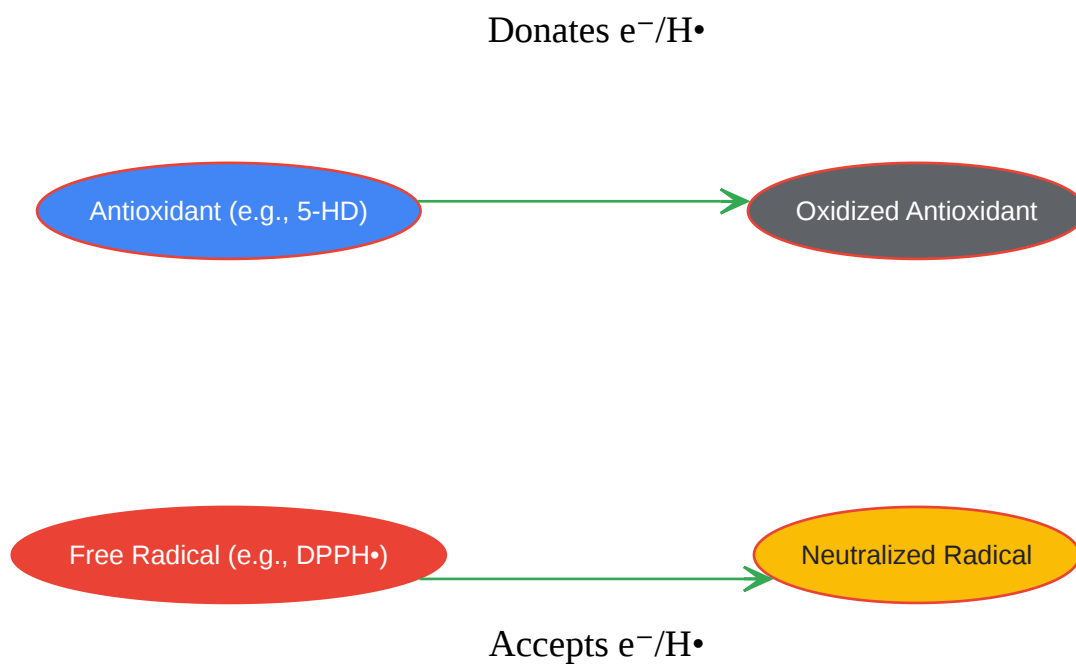 Donates e⁻/H•
Antioxidant (e.g., 5-HD)
Oxidized Antioxidant
Free Radical (e.g., DPPH•)
Neutralized Radical
Accepts e⁻/H•